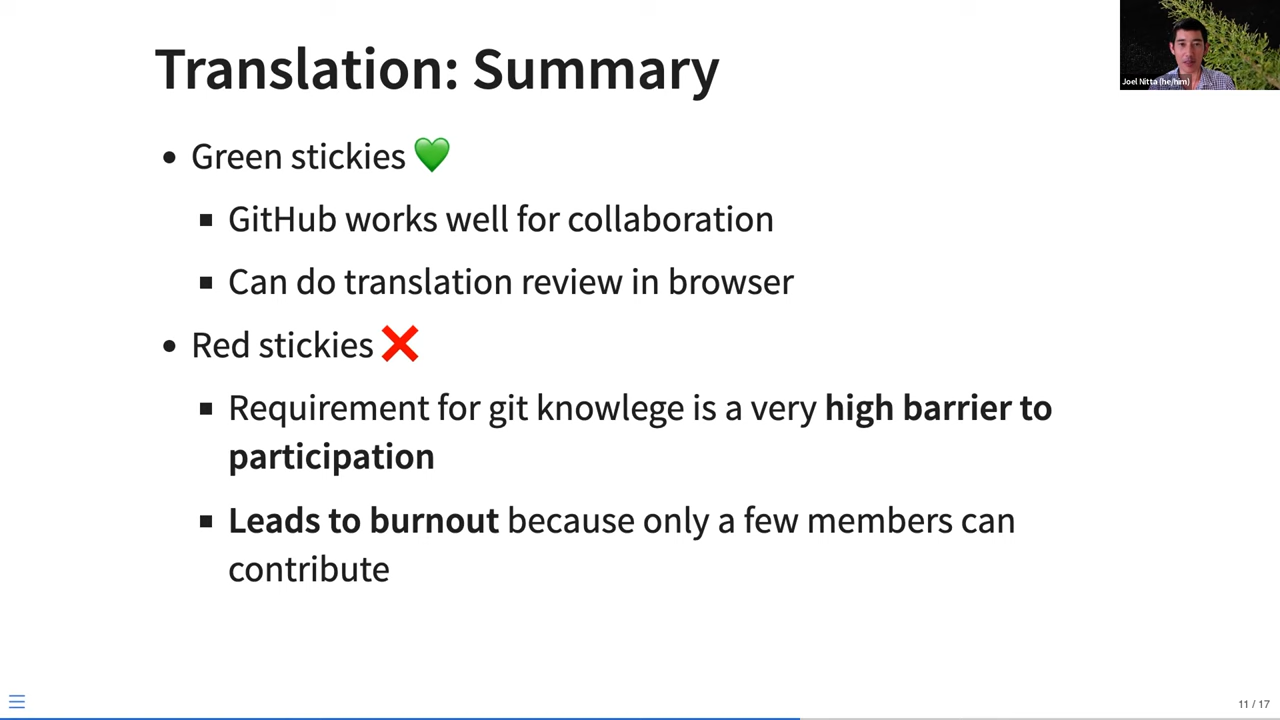 Translation: Summary
Joel Nitta (he/him)
• Green stickies 💚
▪ GitHub works well for collaboration
▪ Can do translation review in browser
• Red stickies ❌
▪ Requirement for git knowlege is a very high barrier to
participation
▪ Leads to burnout because only a few members can
contribute
11 / 17